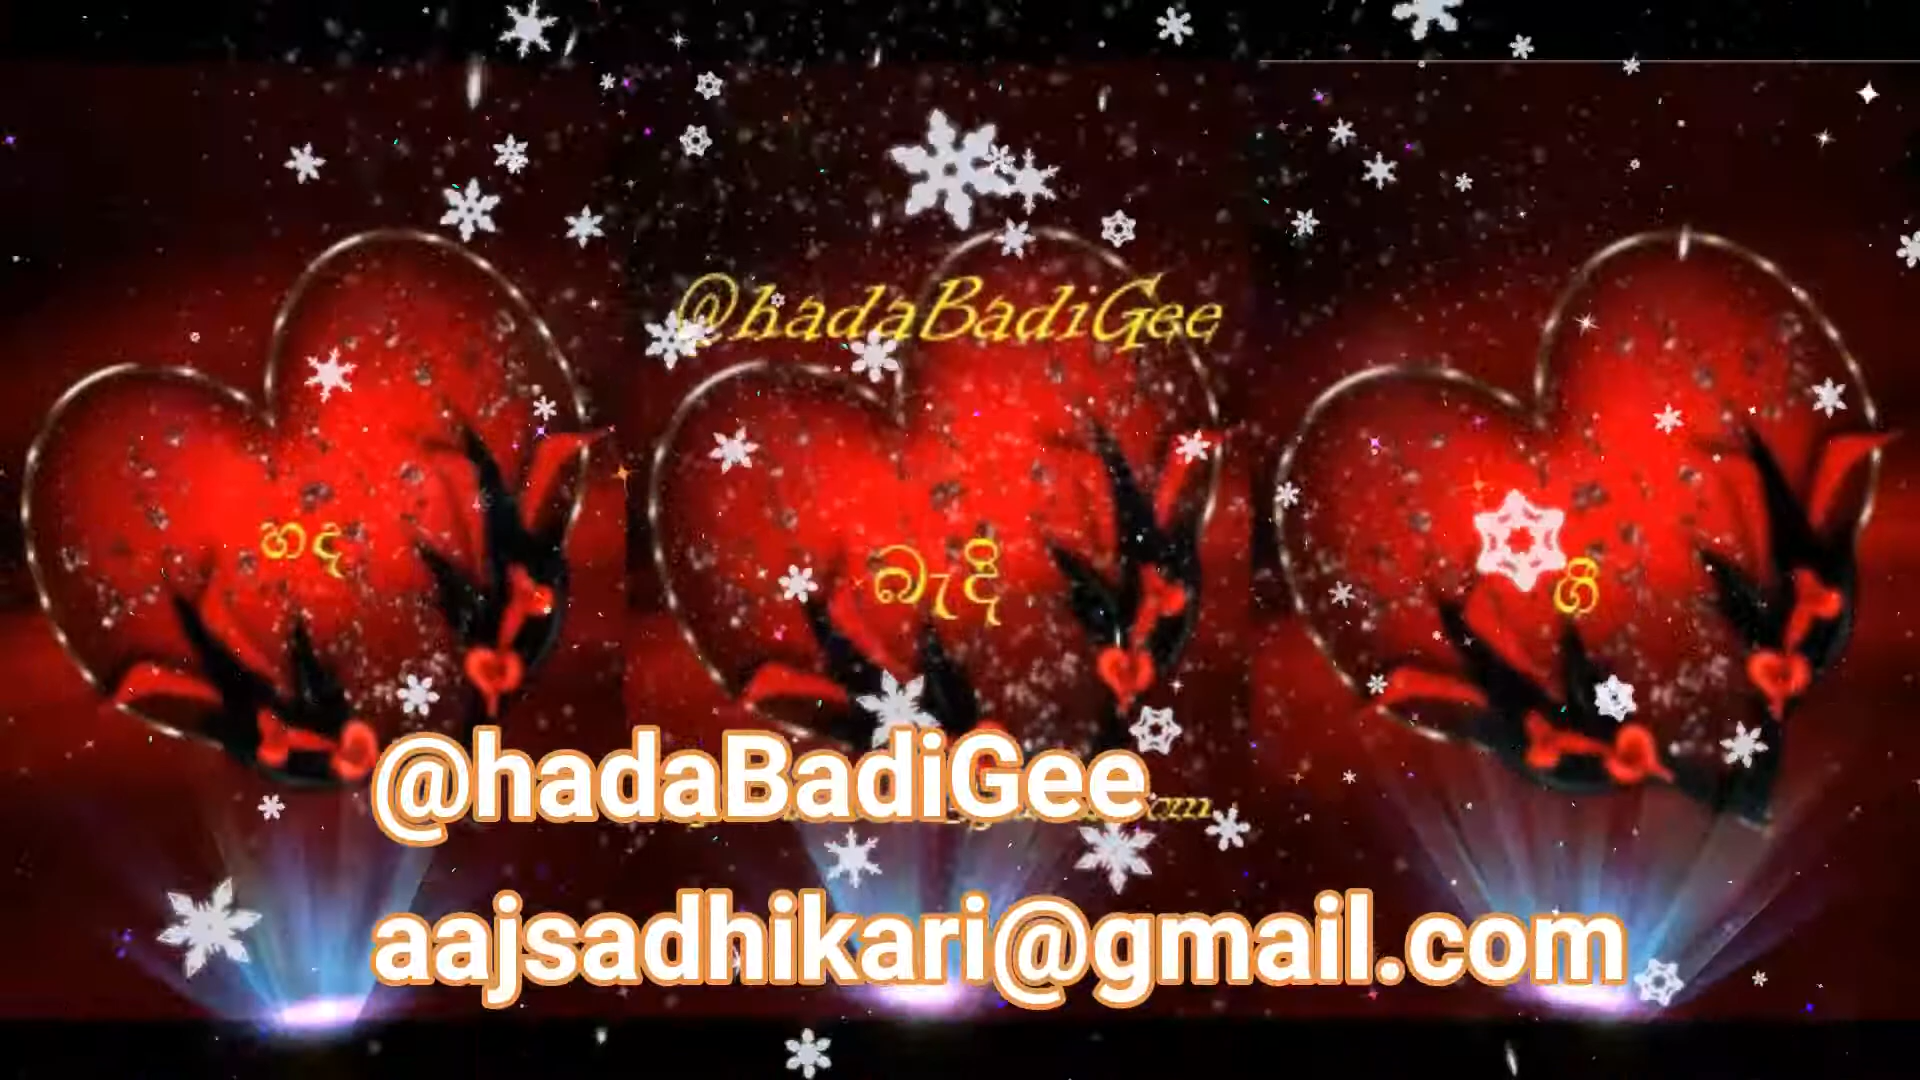 @hadaBadiGee
හද
බැදි
ගී
@hadaBadiGee
aajsadhikari@gmail.com